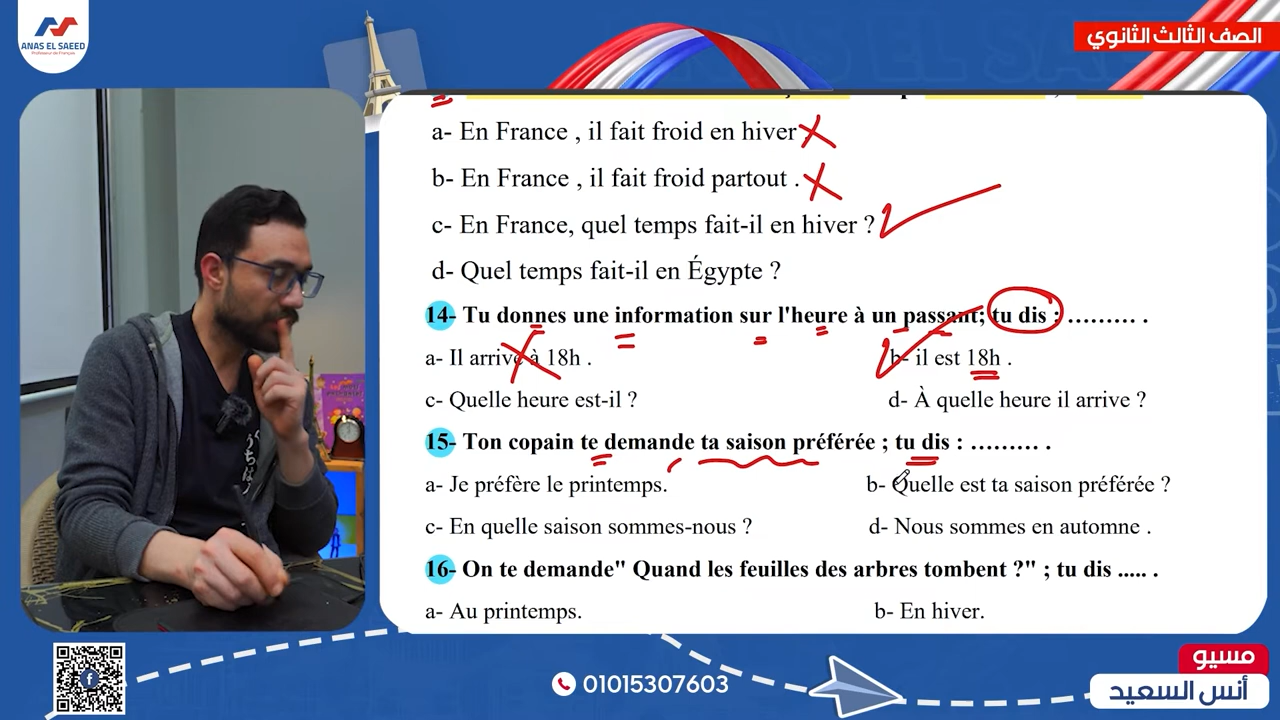 ANAS EL SAEED
Professeur de Français
الصف الثالث الثانوي
a- En France , il fait froid en hiver
b- En France , il fait froid partout .
c- En France, quel temps fait-il en hiver ?
d- Quel temps fait-il en Égypte ?
14- Tu donnes une information sur l'heure à un passant; tu dis : ......... .
a- Il arrive à 18h .
b- il est 18h .
c- Quelle heure est-il ?
d- À quelle heure il arrive ?
15- Ton copain te demande ta saison préférée ; tu dis : ......... .
a- Je préfère le printemps.
b- Quelle est ta saison préférée ?
c- En quelle saison sommes-nous ?
d- Nous sommes en automne .
16- On te demande" Quand les feuilles des arbres tombent ?" ; tu dis ..... .
a- Au printemps.
b- En hiver.
01015307603
مسيو
أنس السعيد